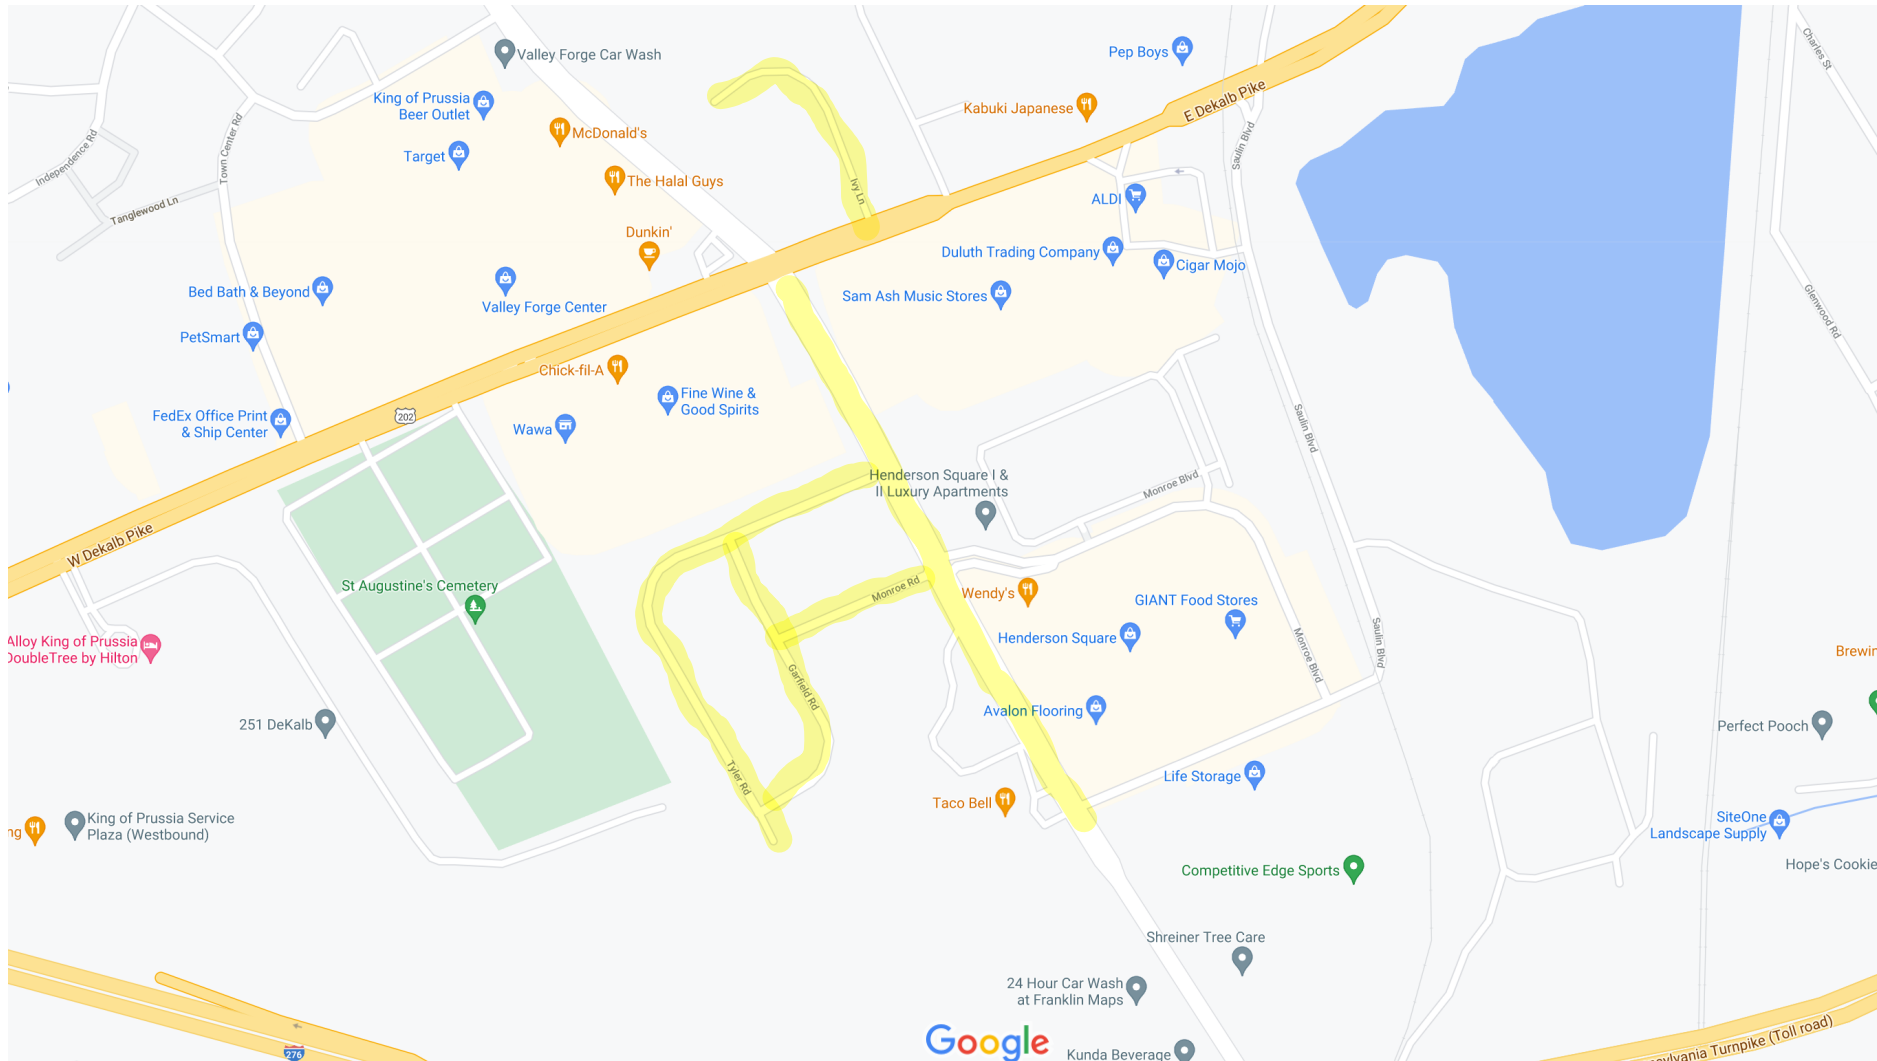 Valley Forge Car Wash
King of Prussia
Beer Outlet
McDonald's
Target
The Halal Guys
Independence Rd
Town Center Rd
Tanglewood Ln
Dunkin'
Bed Bath & Beyond
Valley Forge Center
PetSmart
Ivy Ln
Pep Boys
Kabuki Japanese
E Dekalb Pike
Saulin Blvd
Charles St
ALDI
Duluth Trading Company
Cigar Mojo
Sam Ash Music Stores
Glenwood Rd
Chick-fil-A
Fine Wine &
Good Spirits
Wawa
FedEx Office Print
& Ship Center
202
W Dekalb Pike
St Augustine's Cemetery
Henderson Square I &
II Luxury Apartments
Monroe Blvd
Saulin Blvd
Monroe Rd
Wendy's
GIANT Food Stores
Henderson Square
Monroe Blvd
Saulin Blvd
Alloy King of Prussia
DoubleTree by Hilton
251 DeKalb
Garfield Rd
Tyler Rd
Avalon Flooring
Life Storage
Taco Bell
Perfect Pooch
SiteOne
Landscape Supply
Hope's Cookie
King of Prussia Service
Plaza (Westbound)
Competitive Edge Sports
Shreiner Tree Care
24 Hour Car Wash
at Franklin Maps
Google
Kunda Beverage
276
Turnpike (Toll road)